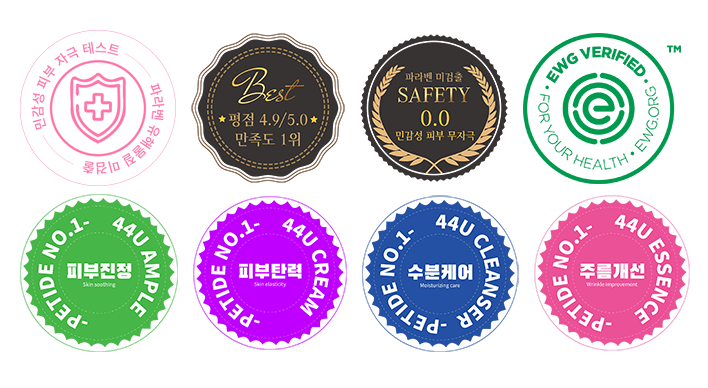 민감성 피부 자극 테스트
파라벤 유해물질 미검출
Best
평점 4.9/5.0
만족도 1위
파라벤 미검출
SAFETY
0.0
민감성 피부 무자극
• EWG VERIFIED •
FOR YOUR HEALTH • EWG.ORG
TM
-PETIDE NO.1-
44U AMPLE
피부진정
Skin soothing
-PETIDE NO.1-
44U CREAM
피부탄력
Skin elasticity
-PETIDE NO.1-
44U CLEANSER
수분케어
Moisturizing care
-PETIDE NO.1-
44U ESSENCE
주름개선
Wrinkle improvement